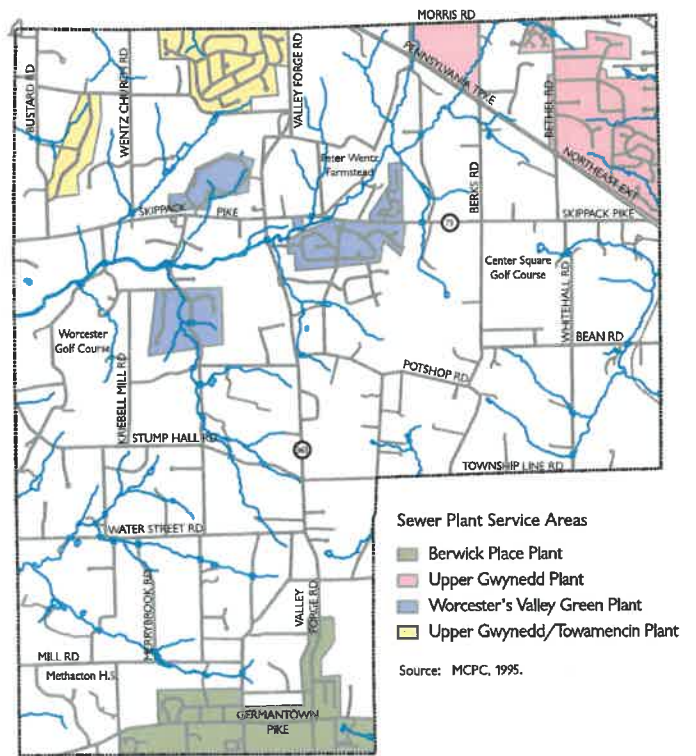 MORRIS RD
BUSTARD RD
WENTZ CHURCH RD
VALLEY FORGE RD
PENNSYLVANIA TPKE
BETHEL RD
Peter Wentz
Farmstead
BERKS RD
NORTHEAST EXT
SKIPPACK PIKE
73
SKIPPACK PIKE
Center Square
Golf Course
WHITEHALL RD
Worcester
Golf Course
BEAN RD
KRIEBELL MILL RD
POTSHOP RD
STUMP HALL RD
363
TOWNSHIP LINE RD
WATER STREET RD
MERRYBROOK RD
VALLEY
FORGE RD
MILL RD
Methacton H.S.
GERMANTOWN
PIKE
Sewer Plant Service Areas
Berwick Place Plant
Upper Gwynedd Plant
Worcester's Valley Green Plant
Upper Gwynedd/Towamencin Plant
Source: MCPC, 1995.